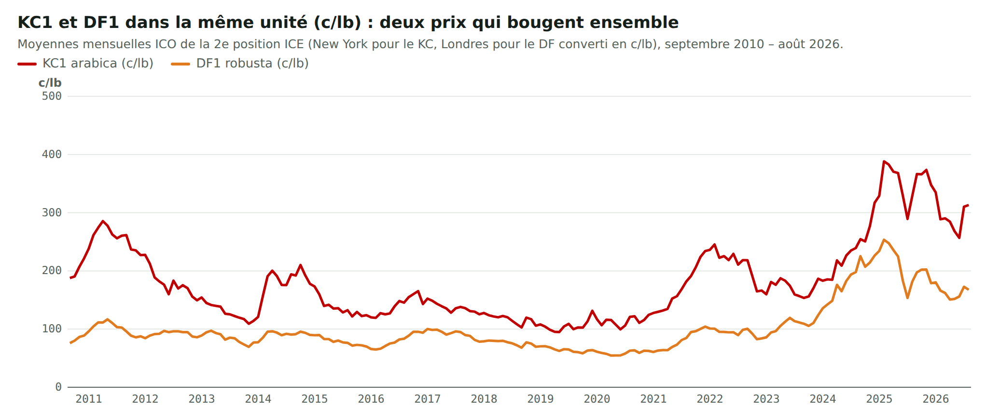 KC1 et DF1 dans la même unité (c/lb) : deux prix qui bougent ensemble
Moyennes mensuelles ICO de la 2e position ICE (New York pour le KC, Londres pour le DF converti en c/lb), septembre 2010 – août 2026.
KC1 arabica (c/lb) DF1 robusta (c/lb)
c/lb
500
400
300
200
100
0
2011 2012 2013 2014 2015 2016 2017 2018 2019 2020 2021 2022 2023 2024 2025 2026